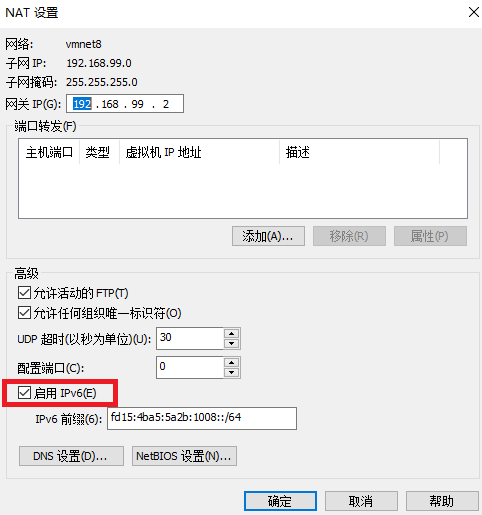 NAT 设置
网络: vmnet8
子网 IP: 192.168.99.0
子网掩码: 255.255.255.0
网关 IP(G): 192 . 168 . 99 . 2
端口转发(F)
主机端口 类型 虚拟机 IP 地址 描述
添加(A)... 移除(R) 属性(P)
高级
允许活动的 FTP(T)
允许任何组织唯一标识符(O)
UDP 超时(以秒为单位)(U): 30
配置端口(C): 0
启用 IPv6(E)
IPv6 前缀(6): fd15:4ba5:5a2b:1008::/64
DNS 设置(D)... NetBIOS 设置(N)...
确定 取消 帮助